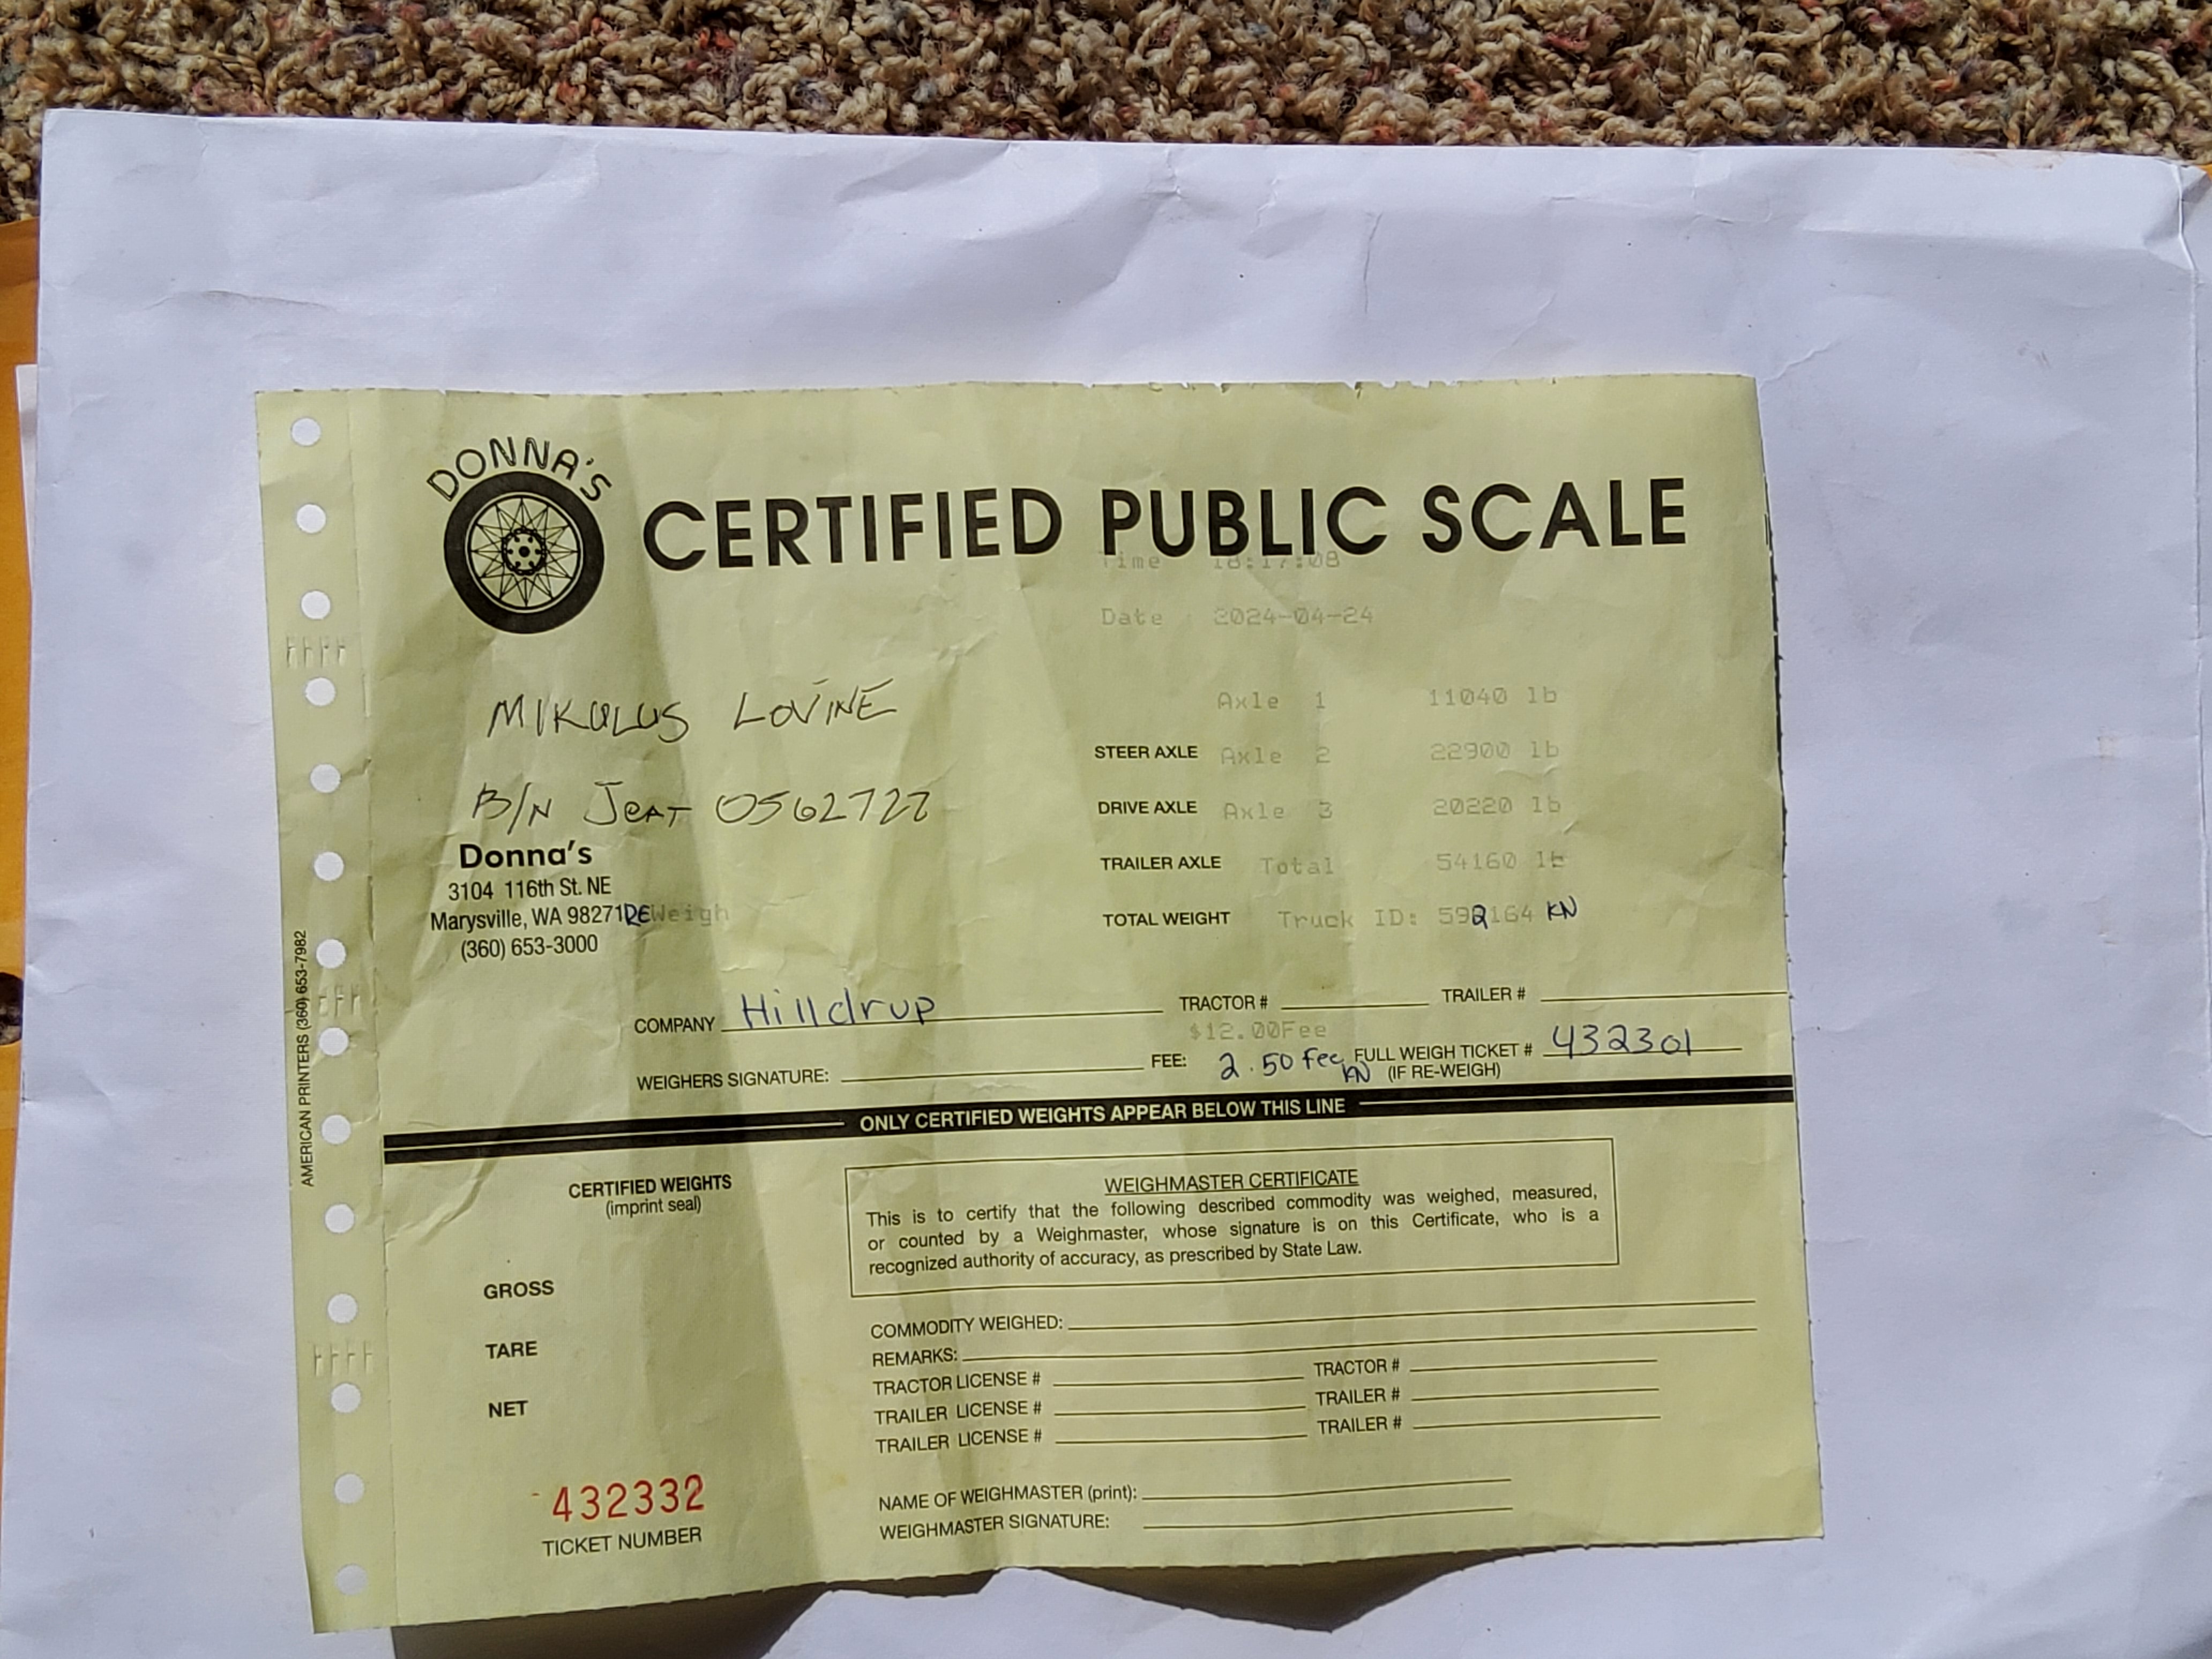 AMERICAN PRINTERS (360) 653-7982
DONNA'S
CERTIFIED PUBLIC SCALE
Time 18:17:08
Date 2024-04-24
MIKULUS LOVINE
B/N JEAT 0562727
Axle 1 11040 lb
STEER AXLE Axle 2 22900 lb
DRIVE AXLE Axle 3 20220 lb
TRAILER AXLE Total 54160 lb
TOTAL WEIGHT Truck ID: 592164 KN
Donna's
3104 116th St. NE
Marysville, WA 98271 ReWeigh
(360) 653-3000
COMPANY Hilldrup TRACTOR # TRAILER #
$12.00Fee
WEIGHERS SIGNATURE: FEE: 2.50 fee KN FULL WEIGH TICKET # 432301
(IF RE-WEIGH)
ONLY CERTIFIED WEIGHTS APPEAR BELOW THIS LINE
CERTIFIED WEIGHTS
(imprint seal)
GROSS
TARE
NET
432332
TICKET NUMBER
WEIGHMASTER CERTIFICATE
This is to certify that the following described commodity was weighed, measured,
or counted by a Weighmaster, whose signature is on this Certificate, who is a
recognized authority of accuracy, as prescribed by State Law.
COMMODITY WEIGHED:
REMARKS:
TRACTOR LICENSE # TRACTOR #
TRAILER LICENSE # TRAILER #
TRAILER LICENSE # TRAILER #
NAME OF WEIGHMASTER (print):
WEIGHMASTER SIGNATURE: